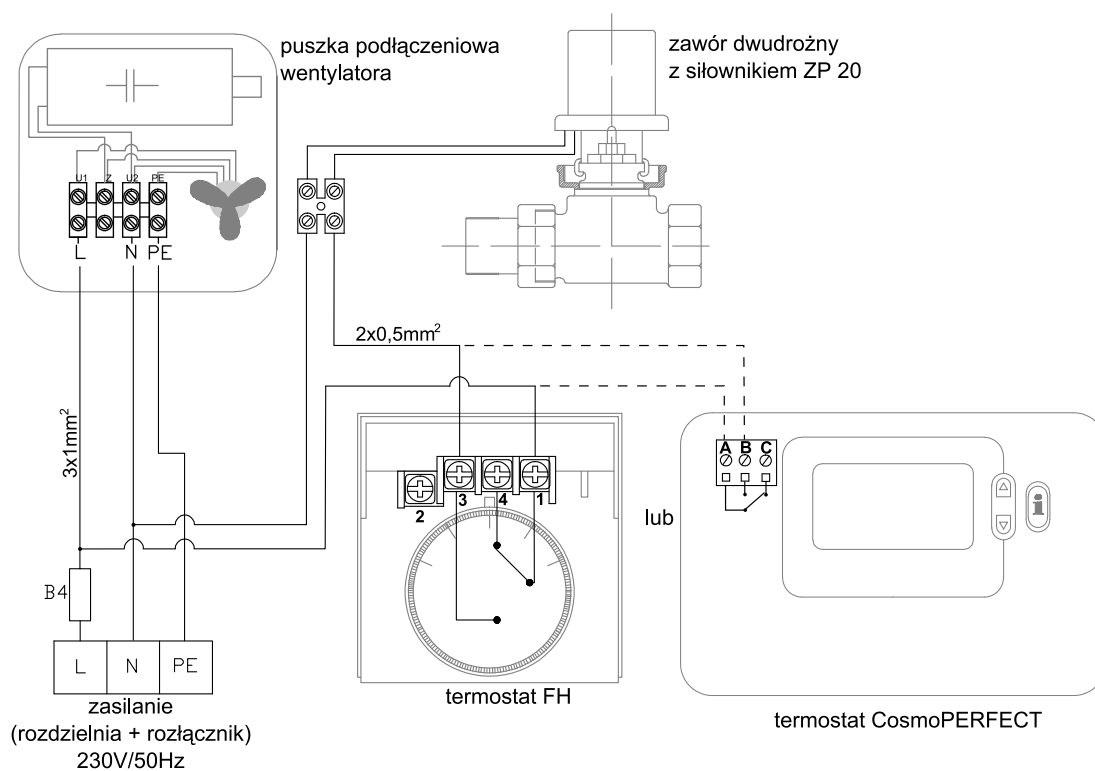 puszka podłączeniowa
wentylatora
zawór dwudrożny
z siłownikiem ZP 20
U1 Z U2 PE
L N PE
2x0,5mm²
3x1mm²
A B C
3 4 1
2
lub
B4
L N PE
termostat FH
zasilanie
(rozdzielnia + rozłącznik)
230V/50Hz
termostat CosmoPERFECT
i